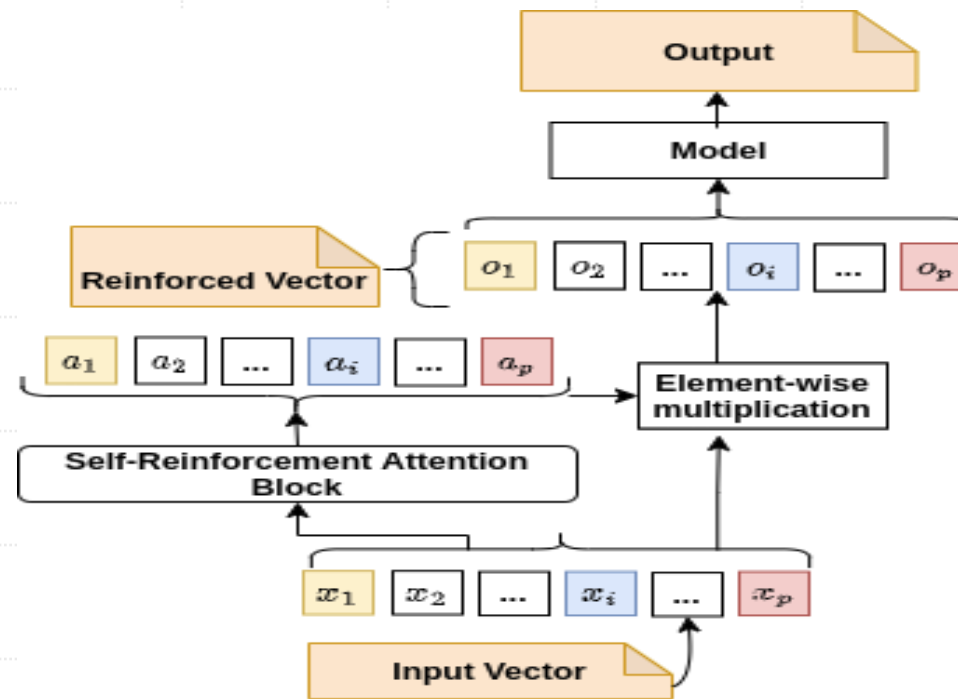 Output
Model
Reinforced Vector
o1 o2 ... oi ... op
a1 a2 ... ai ... ap
Element-wise
multiplication
Self-Reinforcement Attention
Block
x1 x2 ... xi ... xp
Input Vector